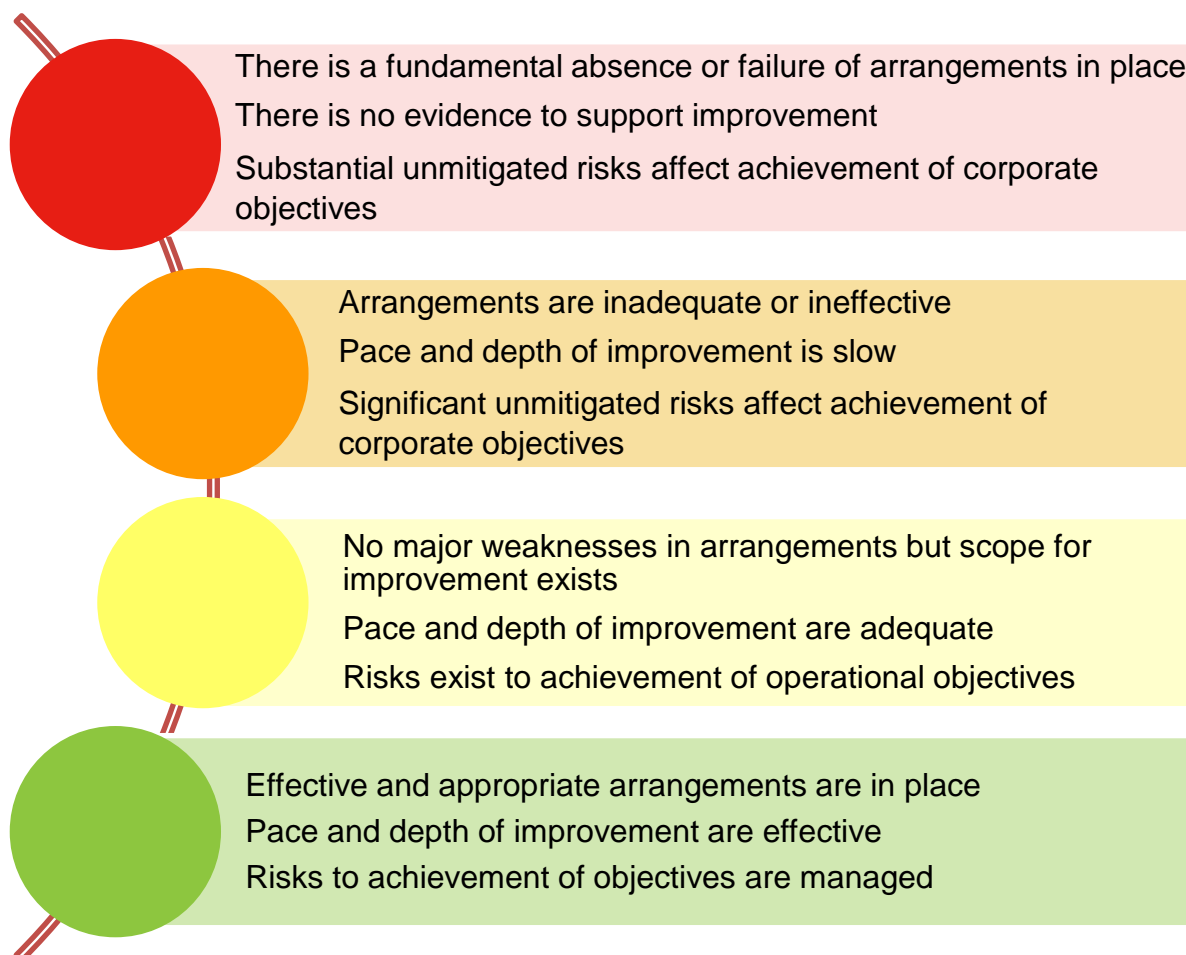 There is a fundamental absence or failure of arrangements in place
There is no evidence to support improvement
Substantial unmitigated risks affect achievement of corporate
objectives
Arrangements are inadequate or ineffective
Pace and depth of improvement is slow
Significant unmitigated risks affect achievement of
corporate objectives
No major weaknesses in arrangements but scope for
improvement exists
Pace and depth of improvement are adequate
Risks exist to achievement of operational objectives
Effective and appropriate arrangements are in place
Pace and depth of improvement are effective
Risks to achievement of objectives are managed